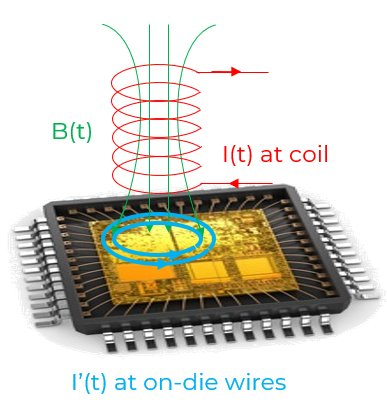 B(t)
I(t) at coil
I’(t) at on-die wires